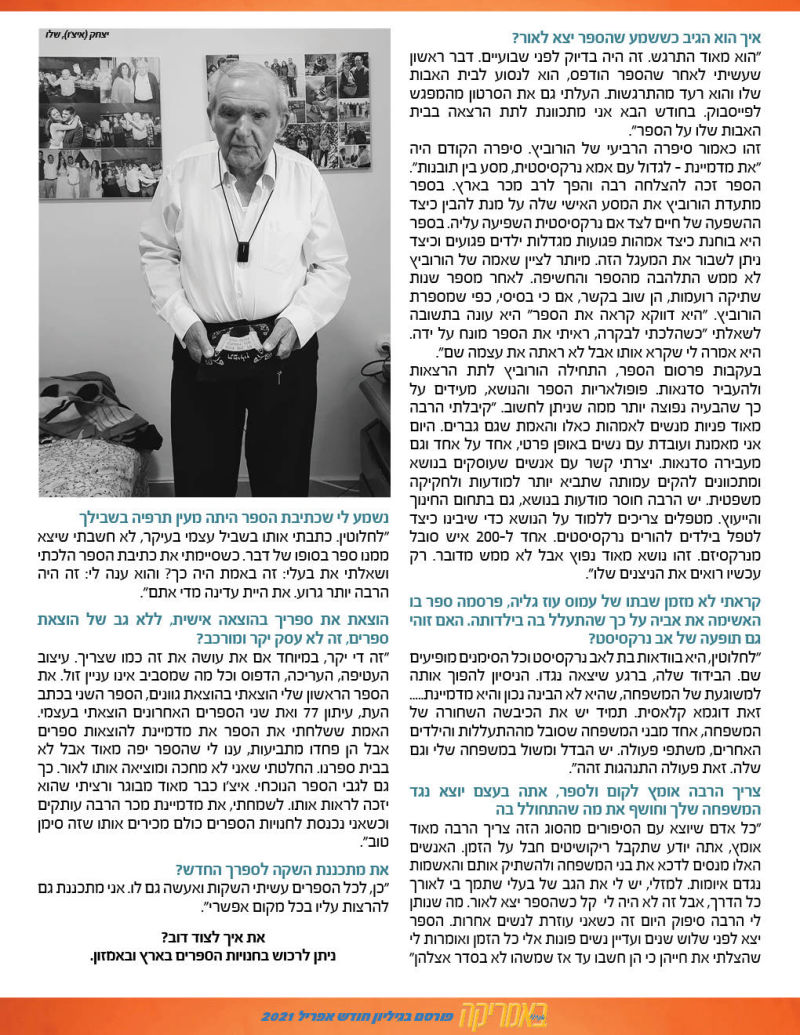 איך הוא הגיב כששמע שהספר יצא לאור?
"הוא מאוד התרגש. זה היה בדיוק לפני שבועיים. דבר ראשון
שעשיתי לאחר שהספר הודפס, הוא לנסוע לבית האבות
שלו והוא רעד מהתרגשות. העלתי גם את הסרטון מהמפגש
לפייסבוק. בחודש הבא אני מתכוונת לתת הרצאה בבית
האבות שלו על הספר".
זהו כאמור סיפרה הרביעי של הורוביץ. סיפרה הקודם היה
"את מדמיינת – לגדול עם אמא נרקסיסטית, מסע בין תובנות".
הספר זכה להצלחה רבה והפך לרב מכר בארץ. בספר
מתעדת הורוביץ את המסע האישי שלה על מנת להבין כיצד
ההשפעה של חיים לצד אם נרקסיסטית השפיעה עליה. בספר
היא בוחנת כיצד אמהות פגועות מגדלות ילדים פגועים וכיצד
ניתן לשבור את המעגל הזה. מיותר לציין שאמה של הורוביץ
לא ממש התלהבה מהספר והחשיפה. לאחר מספר שנות
שתיקה רועמות, הן שוב בקשר, אם כי בסיסי, כפי שמספרת
הורוביץ. "היא דווקא קראה את הספר" היא עונה בתשובה
לשאלתי "כשהלכתי לבקרה, ראיתי את הספר מונח על ידה.
היא אמרה לי שקרא אותו אבל לא ראתה את עצמה שם".
בעקבות פרסום הספר, התחילה הורוביץ לתת הרצאות
ולהעביר סדנאות. פופולאריות הספר והנושא, מעידים על
כך שהבעיה נפוצה יותר ממה שניתן לחשוב. "קיבלתי הרבה
מאוד פניות מנשים לאמהות כאלו והאמת שגם גברים. היום
אני מאמנת ועובדת עם נשים באופן פרטי, אחד על אחד וגם
מעבירה סדנאות. יצרתי קשר עם אנשים שעוסקים בנושא
ומתכוונים להקים עמותה שתביא יותר למודעות ולחקיקה
משפטית. יש הרבה חוסר מודעות בנושא, גם בתחום החינוך
והייעוץ. מטפלים צריכים ללמוד על הנושא כדי שיבינו כיצד
לטפל בילדים להורים נרקסיסטים. אחד ל-200 איש סובל
מנרקסיזם. זהו נושא מאוד נפוץ אבל לא ממש מדובר. רק
עכשיו רואים את הניצנים שלו".
קראתי לא מזמן שבתו של עמוס עוז גליה, פרסמה ספר בו
האשימה את אביה על כך שהתעלל בה בילדותה. האם זוהי
גם תופעה של אב נרקסיסט?
"לחלוטין, היא בוודאות בת לאב נרקסיסט וכל הסימנים מופיעים
שם. הבידוד שלה, ברגע שיצאה נגדו. הניסיון להפוך אותה
למשוגעת של המשפחה, שהיא לא הבינה נכון והיא מדמיינת.....
זאת דוגמא קלאסית. תמיד יש את הכיבשה השחורה של
המשפחה, אחד מבני המשפחה שסובל מההתעללות והילדים
האחרים, משתפי פעולה. יש הבדל ומשול במשפחה שלי וגם
שלה. זאת פעולה התנהגות זהה".
צריך הרבה אומץ לקום ולספר, אתה בעצם יוצא נגד
המשפחה שלך וחושף את מה שהתחולל בה
"כל אדם שיוצא עם הסיפורים מהסוג הזה צריך הרבה מאוד
אומץ, אתה יודע שתקבל ריקושיטים חבל על הזמן. האנשים
האלו מנסים לדכא את בני המשפחה ולהשתיק אותם והאשמות
נגדם איומות. למזלי, יש לי את הגב של בעלי שתמך בי לאורך
כל הדרך, אבל זה לא היה לי קל כשהספר יצא לאור. מה שנותן
לי הרבה סיפוק היום זה כשאני עוזרת לנשים אחרות. הספר
יצא לפני שלוש שנים ועדיין נשים פונות אלי כל הזמן ואומרות לי
שהצלתי את חייהן כי הן חשבו עד אז שמשהו לא בסדר אצלהן"
יצחק (איצ'ו), שלו
נשמע לי שכתיבת הספר היתה מעין תרפיה בשבילך
"לחלוטין. כתבתי אותו בשביל עצמי בעיקר, לא חשבתי שיצא
ממנו ספר בסופו של דבר. כשסיימתי את כתיבת הספר הלכתי
ושאלתי את בעלי: זה באמת היה כך? והוא ענה לי: זה היה
הרבה יותר גרוע. את היית עדינה מדי אתם".
הוצאת את ספריך בהוצאה אישית, ללא גב של הוצאת
ספרים, זה לא עסק יקר ומורכב?
"זה די יקר, במיוחד אם את עושה את זה כמו שצריך. עיצוב
העטיפה, העריכה, הדפוס וכל מה שמסביב אינו עניין זול. את
הספר הראשון שלי הוצאתי בהוצאת גוונים, הספר השני בכתב
העת, עיתון 77 ואת שני הספרים האחרונים הוצאתי בעצמי.
האמת ששלחתי את הספר את מדמיינת להוצאות ספרים
אבל הן פחדו מתביעות, ענו לי שהספר יפה מאוד אבל לא
בבית ספרנו. החלטתי שאני לא מחכה ומוציאה אותו לאור. כך
גם לגבי הספר הנוכחי. איצ'ו כבר מאוד מבוגר ורציתי שהוא
יזכה לראות אותו. לשמחתי, את מדמיינת מכר הרבה עותקים
וכשאני נכנסת לחנויות הספרים כולם מכירים אותו שזה סימן
טוב".
את מתכננת השקה לספרך החדש?
"כן, לכל הספרים עשיתי השקות ואעשה גם לו. אני מתכננת גם
להרצות עליו בכל מקום אפשרי".
את איך לצוד דוב?
ניתן לרכוש בחנויות הספרים בארץ ובאמזון.
באמריקה פורסם בגיליון חודש אפריל 2021